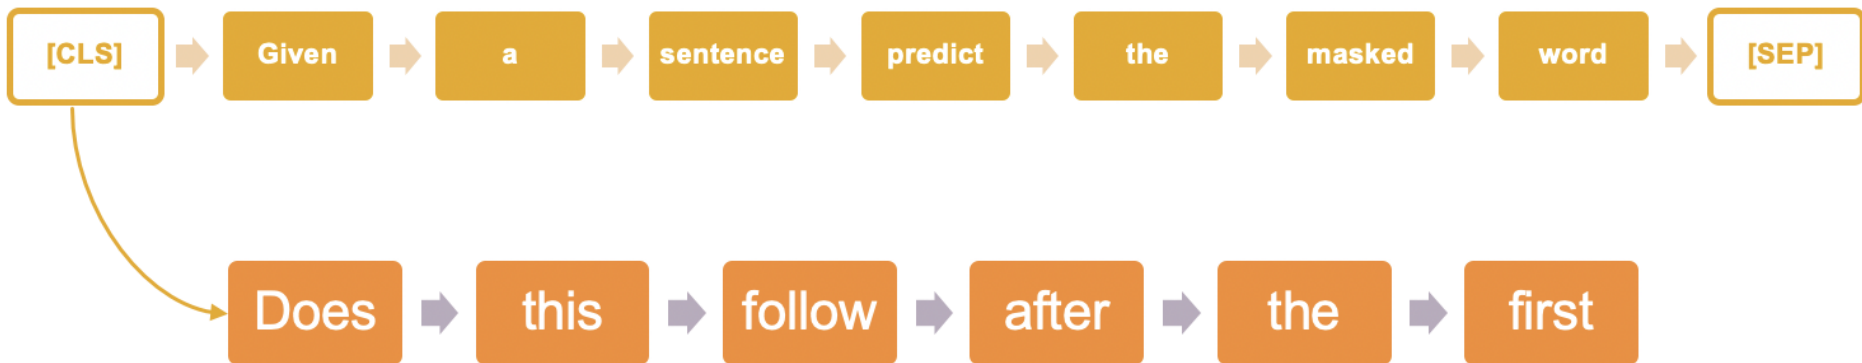 [CLS] Given a sentence predict the masked word [SEP]
Does this follow after the first